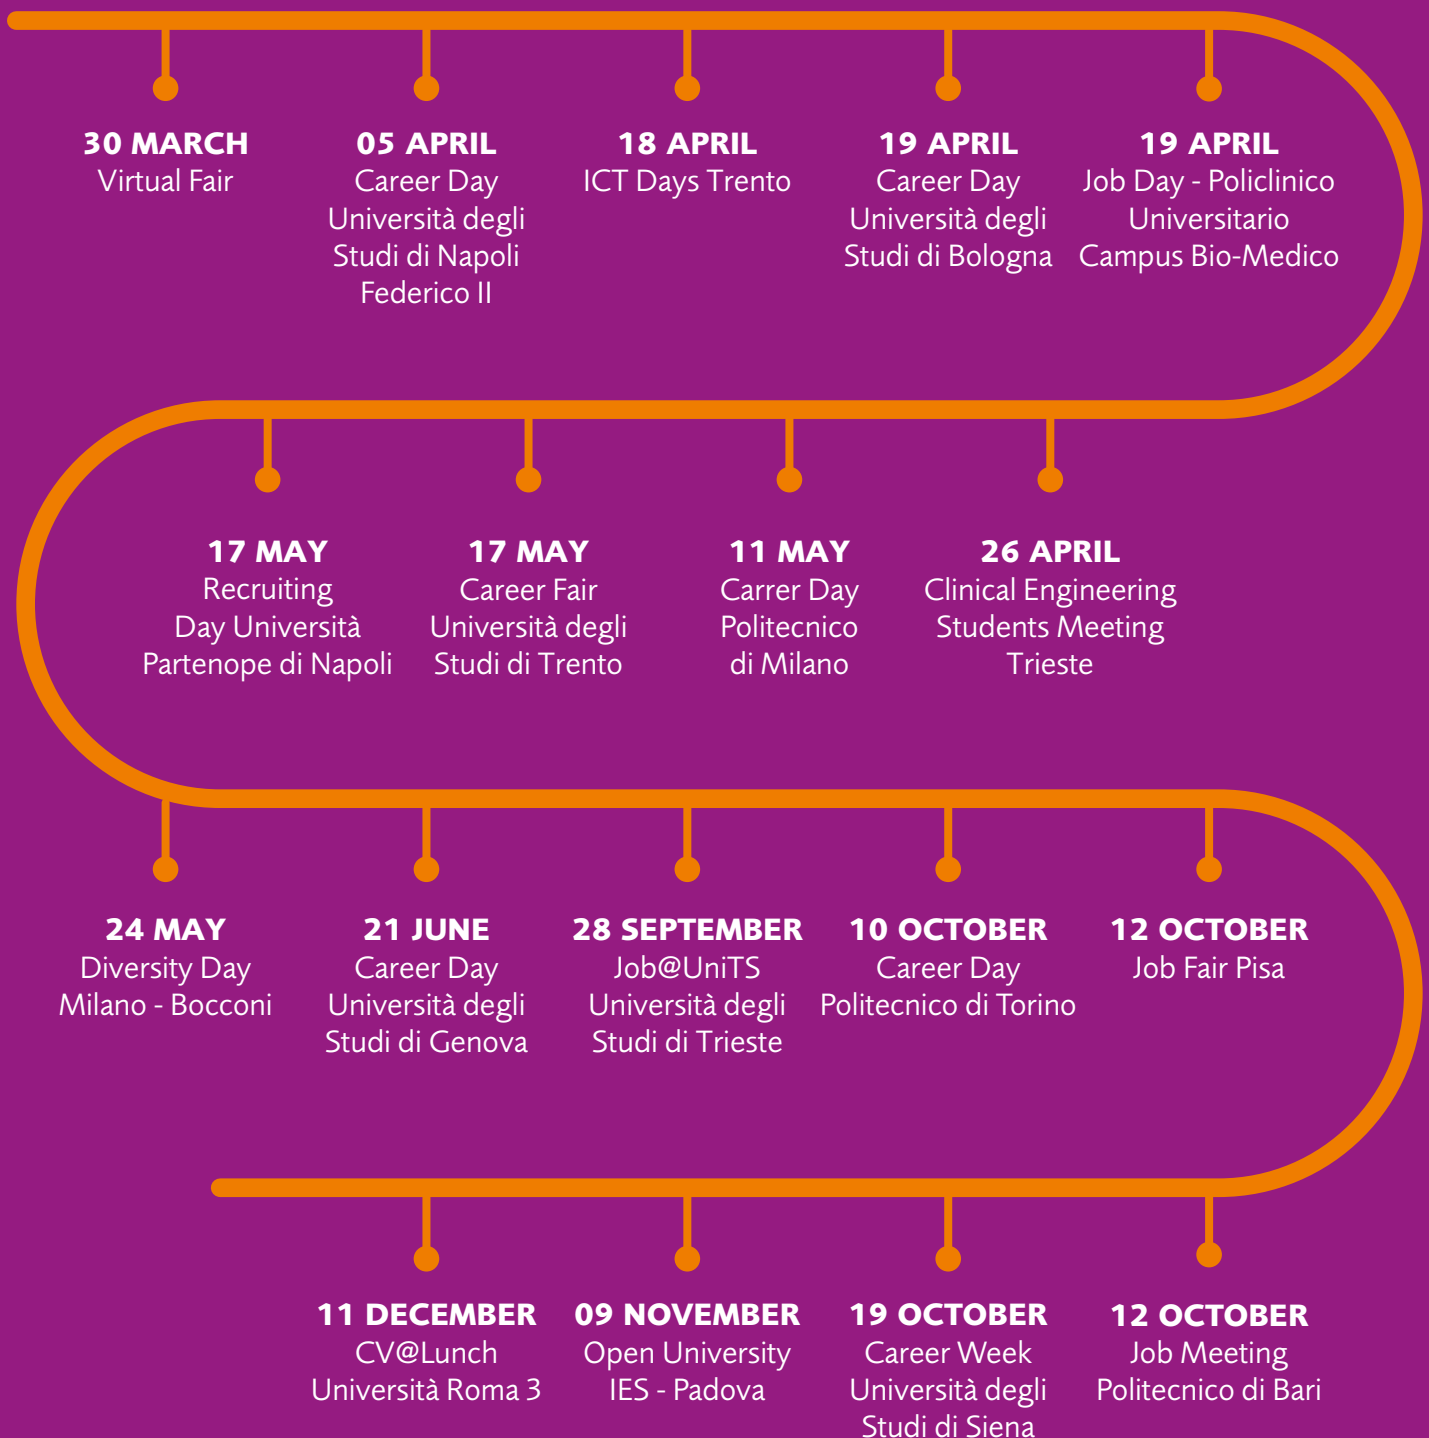 30 MARCH
Virtual Fair
05 APRIL
Career Day
Università degli
Studi di Napoli
Federico II
18 APRIL
ICT Days Trento
19 APRIL
Career Day
Università degli
Studi di Bologna
19 APRIL
Job Day - Policlinico
Universitario
Campus Bio-Medico
17 MAY
Recruiting
Day Università
Partenope di Napoli
17 MAY
Career Fair
Università degli
Studi di Trento
11 MAY
Carrer Day
Politecnico
di Milano
26 APRIL
Clinical Engineering
Students Meeting
Trieste
24 MAY
Diversity Day
Milano - Bocconi
21 JUNE
Career Day
Università degli
Studi di Genova
28 SEPTEMBER
Job@UniTS
Università degli
Studi di Trieste
10 OCTOBER
Career Day
Politecnico di Torino
12 OCTOBER
Job Fair Pisa
11 DECEMBER
CV@Lunch
Università Roma 3
09 NOVEMBER
Open University
IES - Padova
19 OCTOBER
Career Week
Università degli
Studi di Siena
12 OCTOBER
Job Meeting
Politecnico di Bari